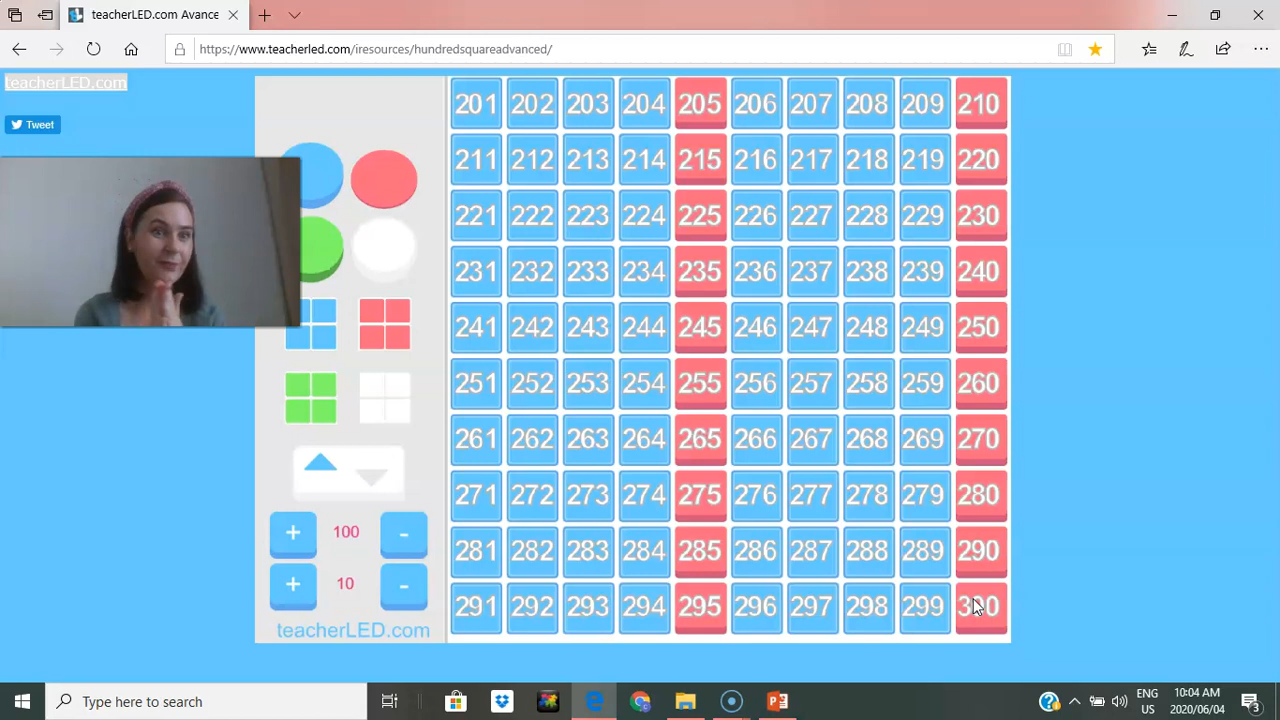 teacherLED.com Advance
https://www.teacherled.com/iresources/hundredsquareadvanced/
teacherLED.com
Tweet
201 202 203 204 205 206 207 208 209 210
211 212 213 214 215 216 217 218 219 220
221 222 223 224 225 226 227 228 229 230
231 232 233 234 235 236 237 238 239 240
241 242 243 244 245 246 247 248 249 250
251 252 253 254 255 256 257 258 259 260
261 262 263 264 265 266 267 268 269 270
271 272 273 274 275 276 277 278 279 280
281 282 283 284 285 286 287 288 289 290
291 292 293 294 295 296 297 298 299 300
+ 100 -
+ 10 -
teacherLED.com
Type here to search
ENG
US
10:04 AM
2020/06/04
3